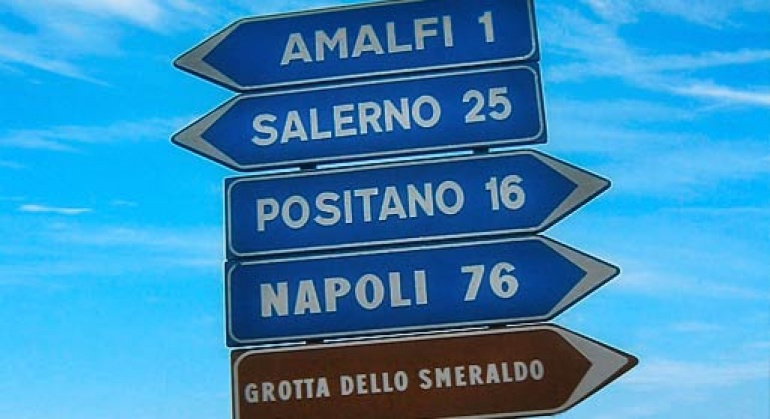 AMALFI 1
SALERNO 25
POSITANO 16
NAPOLI 76
GROTTA DELLO SMERALDO